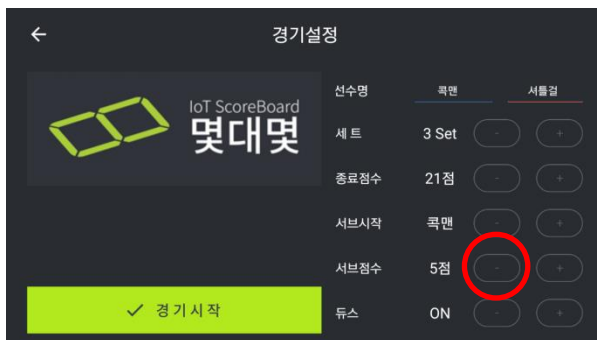 ←
경기설정
IoT ScoreBoard
몇대몇
선수명 콕맨 셔틀걸
세트 3 Set - +
종료점수 21점 - +
서브시작 콕맨 - +
서브점수 5점 - +
듀스 ON - +
✓ 경기시작